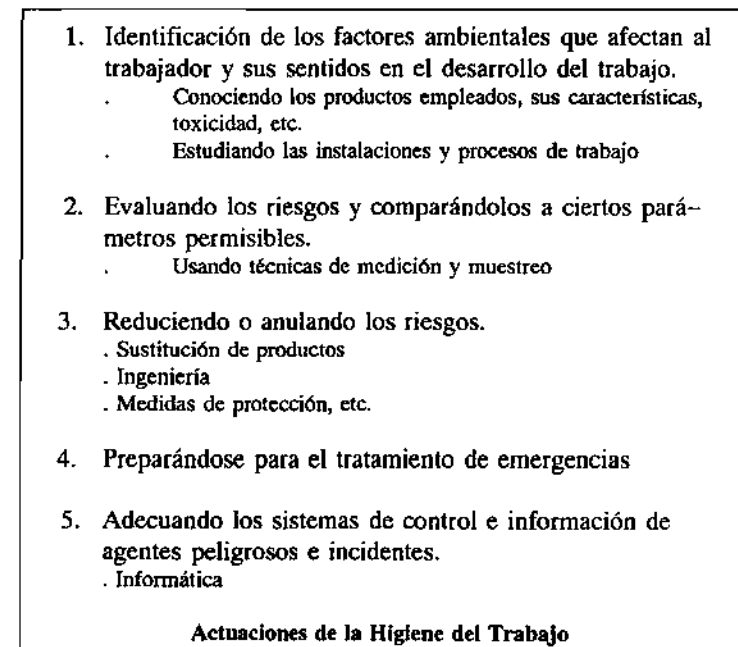 1. Identificación de los factores ambientales que afectan al
trabajador y sus sentidos en el desarrollo del trabajo.
. Conociendo los productos empleados, sus características,
toxicidad, etc.
. Estudiando las instalaciones y procesos de trabajo
2. Evaluando los riesgos y comparándolos a ciertos pará-
metros permisibles.
. Usando técnicas de medición y muestreo
3. Reduciendo o anulando los riesgos.
. Sustitución de productos
. Ingeniería
. Medidas de protección, etc.
4. Preparándose para el tratamiento de emergencias
5. Adecuando los sistemas de control e información de
agentes peligrosos e incidentes.
. Informática
Actuaciones de la Higiene del Trabajo